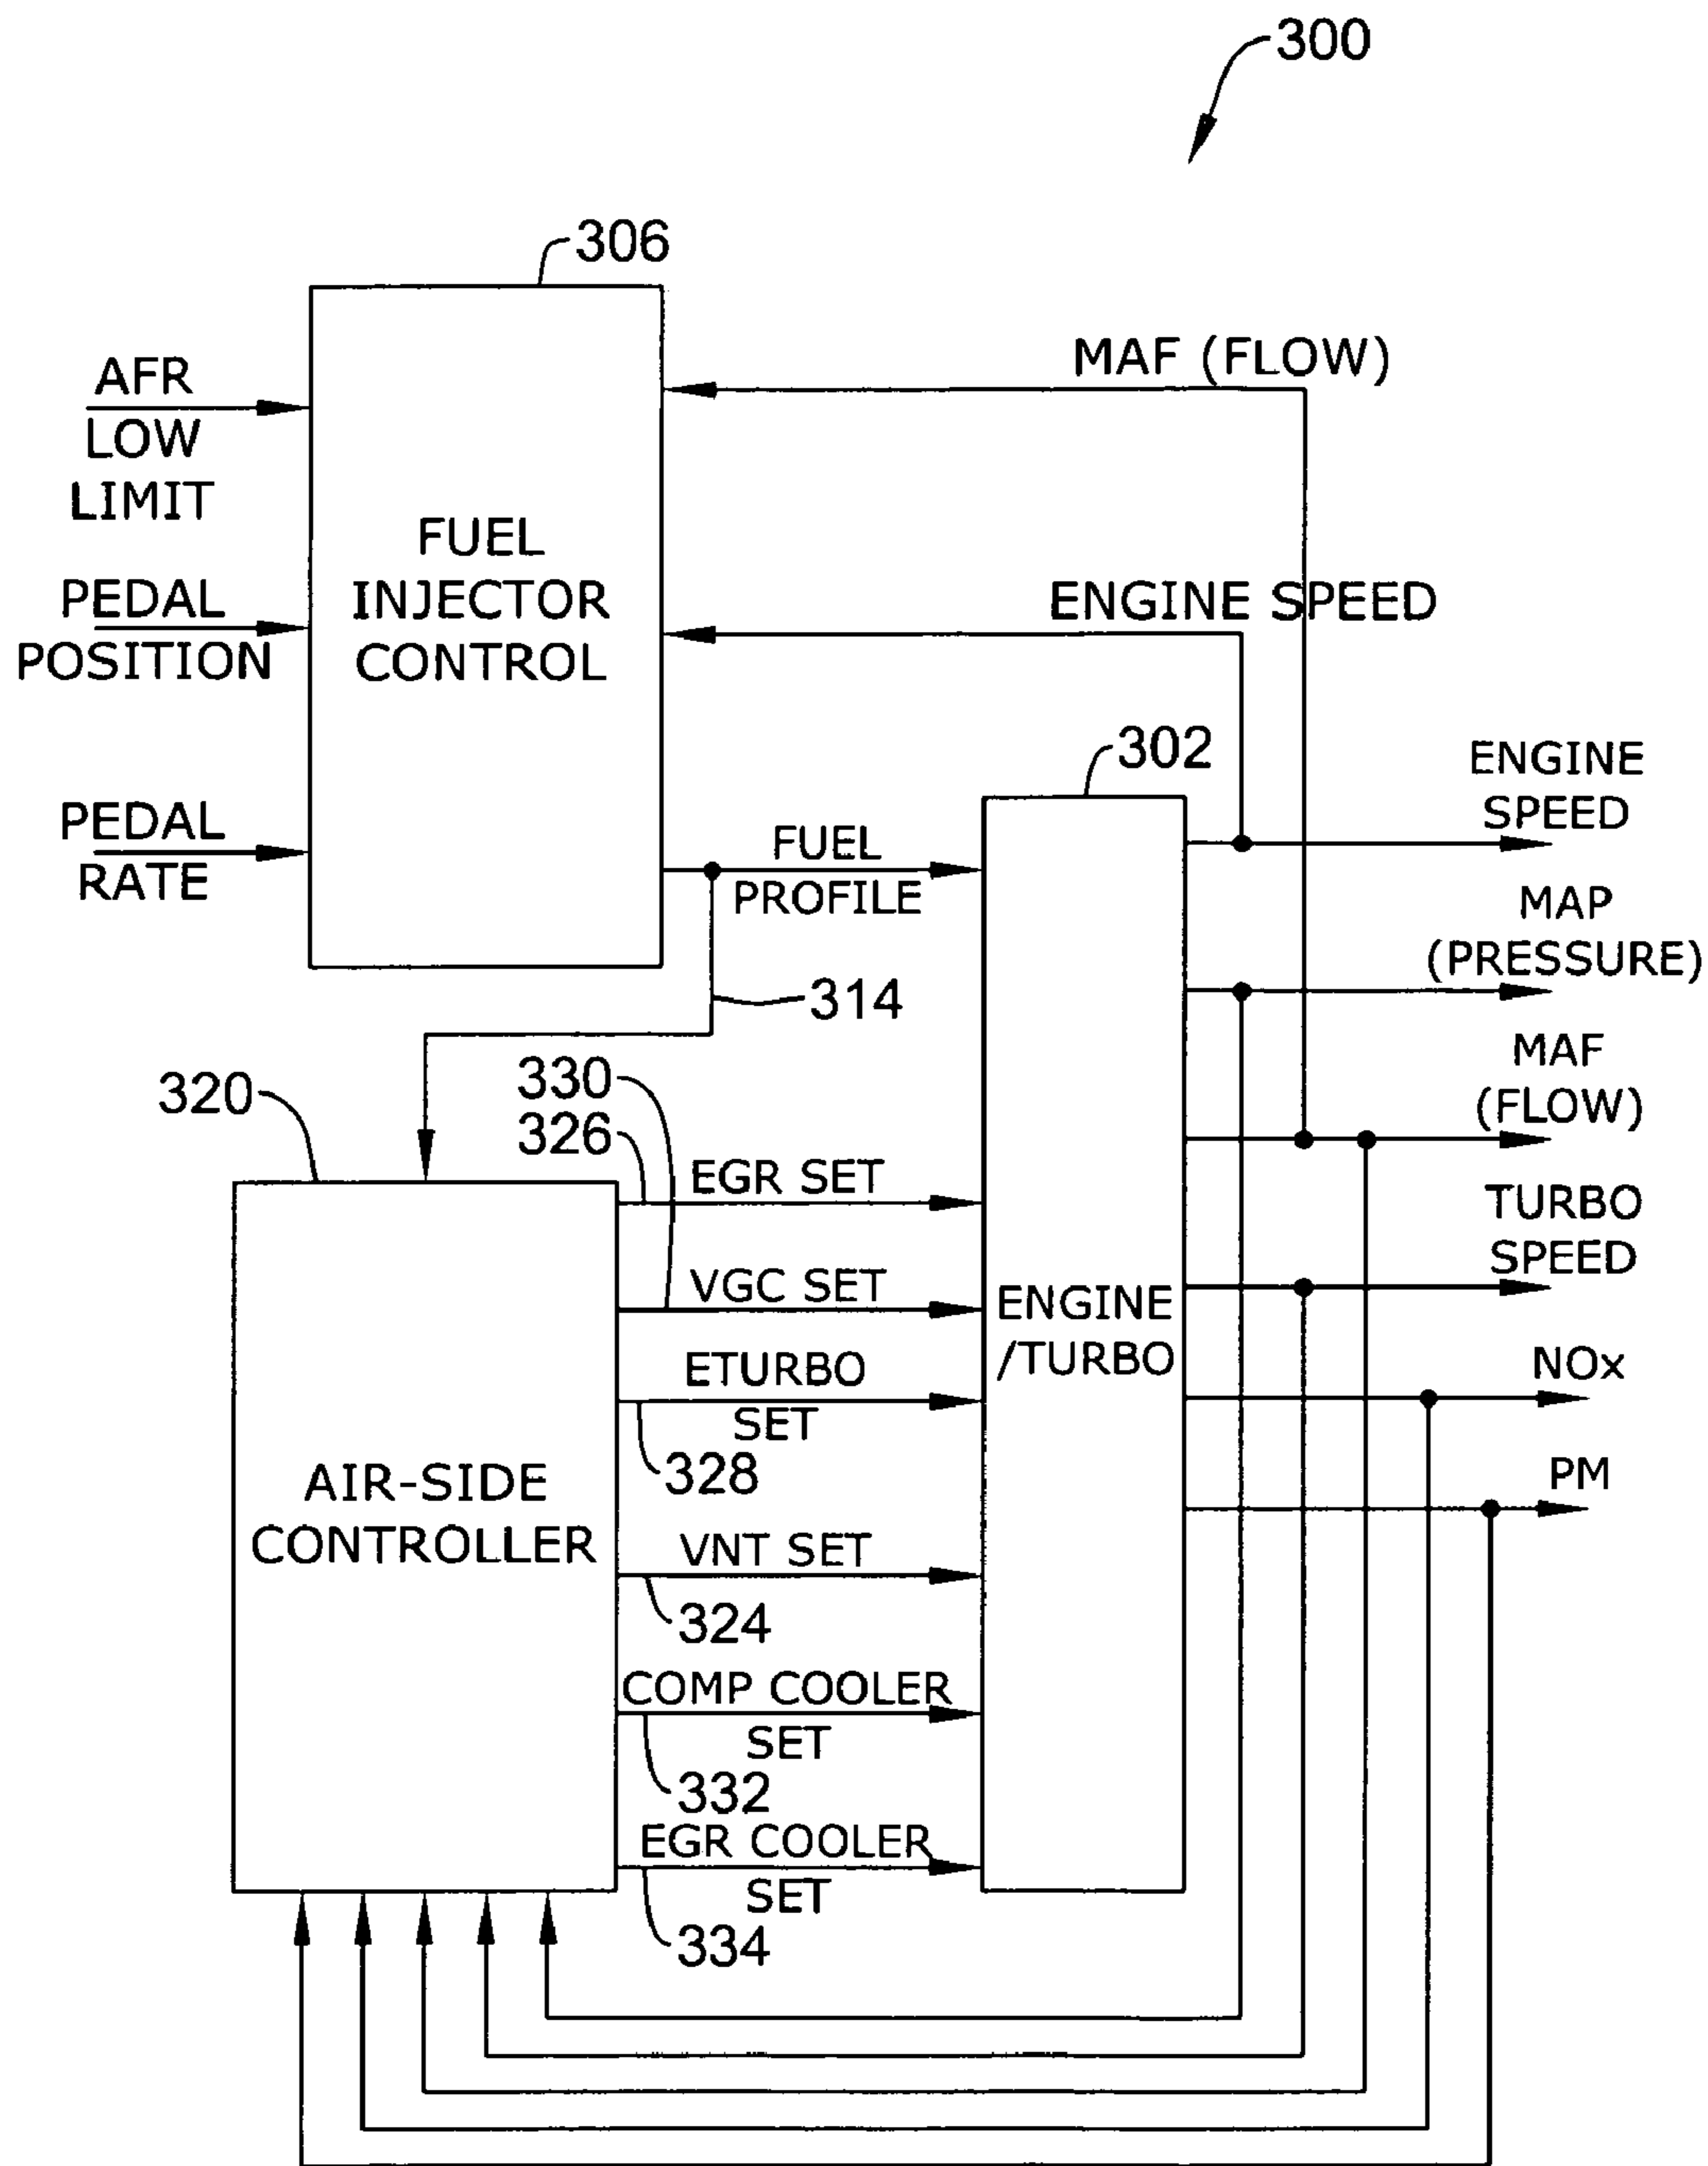 300
306
AFR
LOW
LIMIT
PEDAL
POSITION
PEDAL
RATE
FUEL
INJECTOR
CONTROL
MAF (FLOW)
ENGINE SPEED
302
FUEL
PROFILE
314
ENGINE
SPEED
MAP
(PRESSURE)
MAF
(FLOW)
TURBO
SPEED
NOx
PM
ENGINE
/TURBO
320
330
326
AIR-SIDE
CONTROLLER
EGR SET
VGC SET
ETURBO
SET
328
VNT SET
324
COMP COOLER
SET
332
EGR COOLER
SET
334